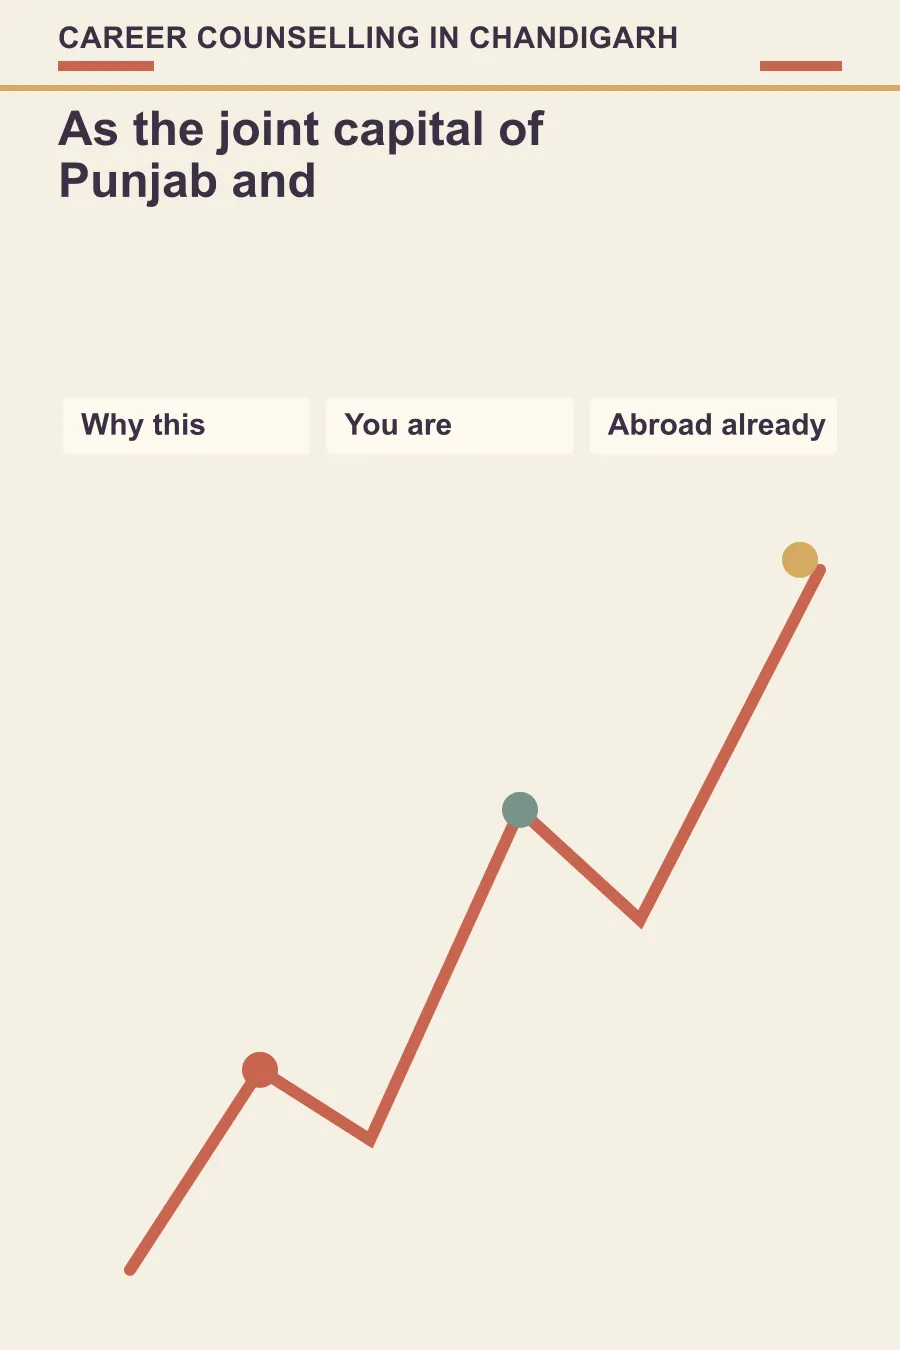 CAREER COUNSELLING IN CHANDIGARH
As the joint capital of
Punjab and
Why this
You are
Abroad already